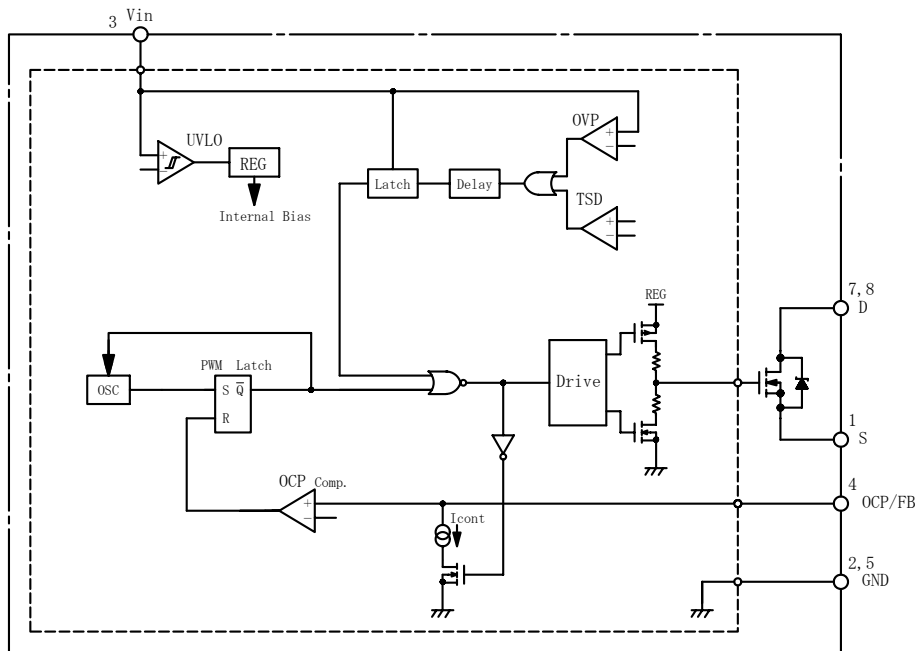 3 Vin
UVLO
+
−
REG
Internal Bias
OVP
+
−
Latch
Delay
TSD
+
−
REG
7,8
D
PWM Latch
OSC
S Q̅
R
Drive
1
S
OCP Comp.
+
−
Icont
4
OCP/FB
2,5
GND